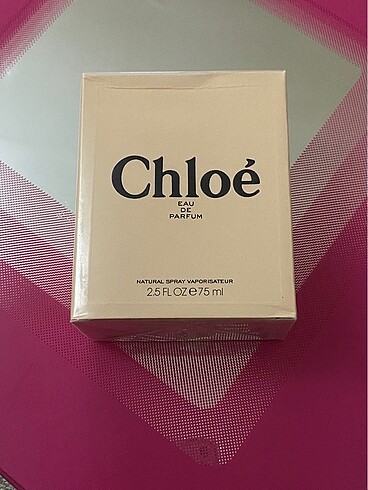 Chloé
EAU
DE
PARFUM
NATURAL SPRAY VAPORISATEUR
2.5 FL OZ ℮ 75 ml